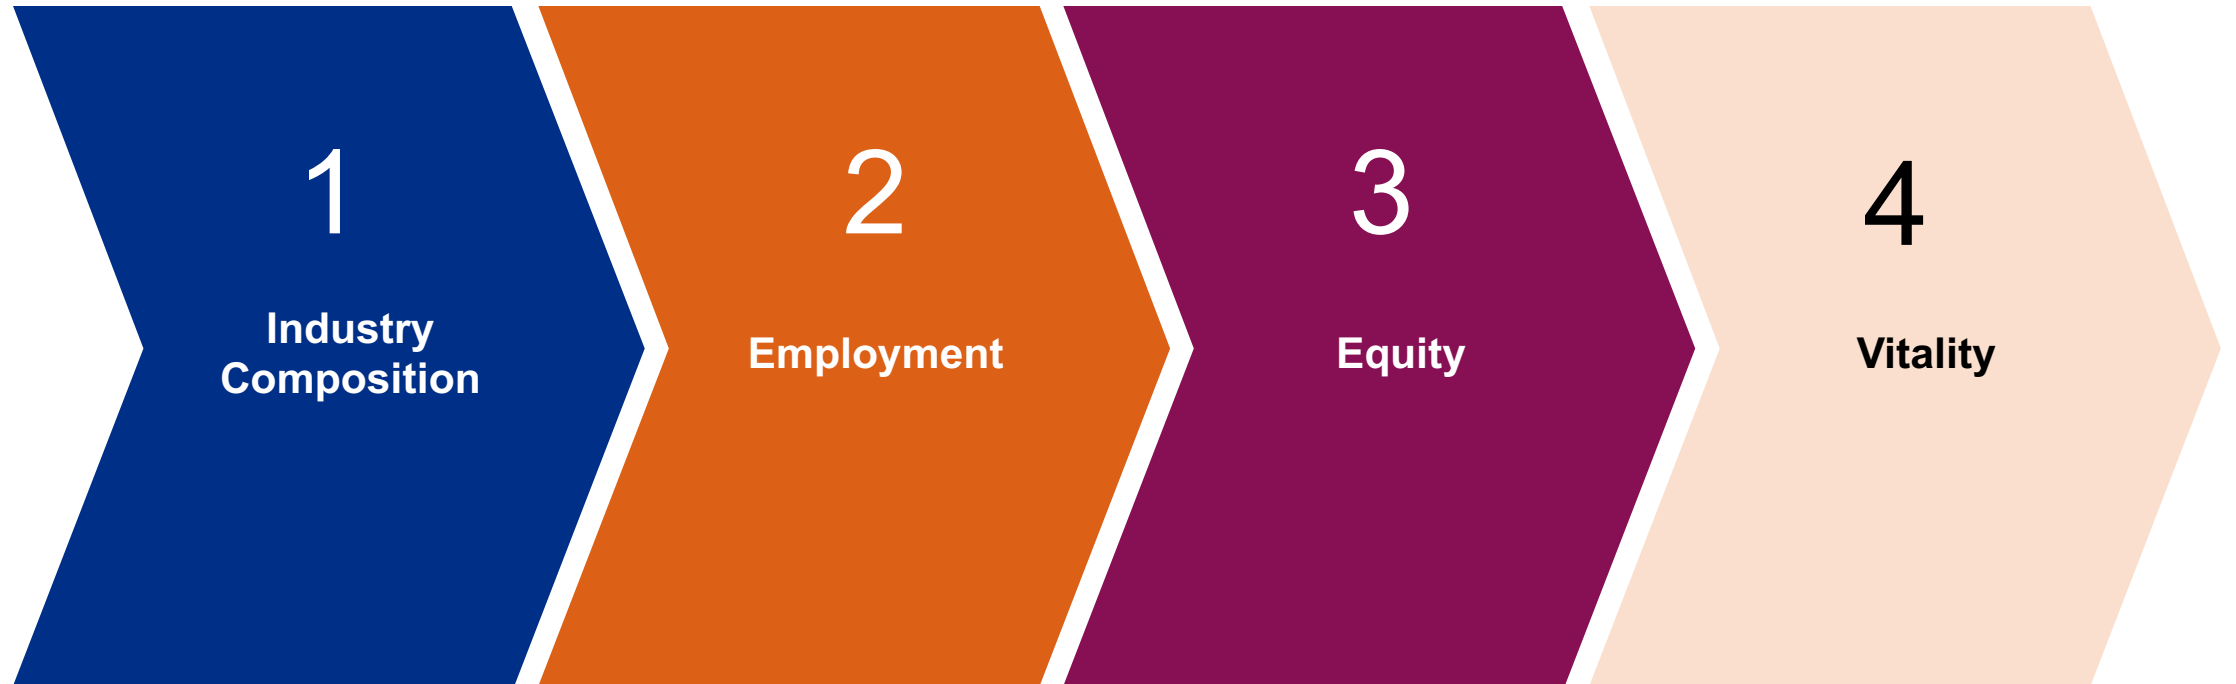 1
Industry
Composition
2
Employment
3
Equity
4
Vitality